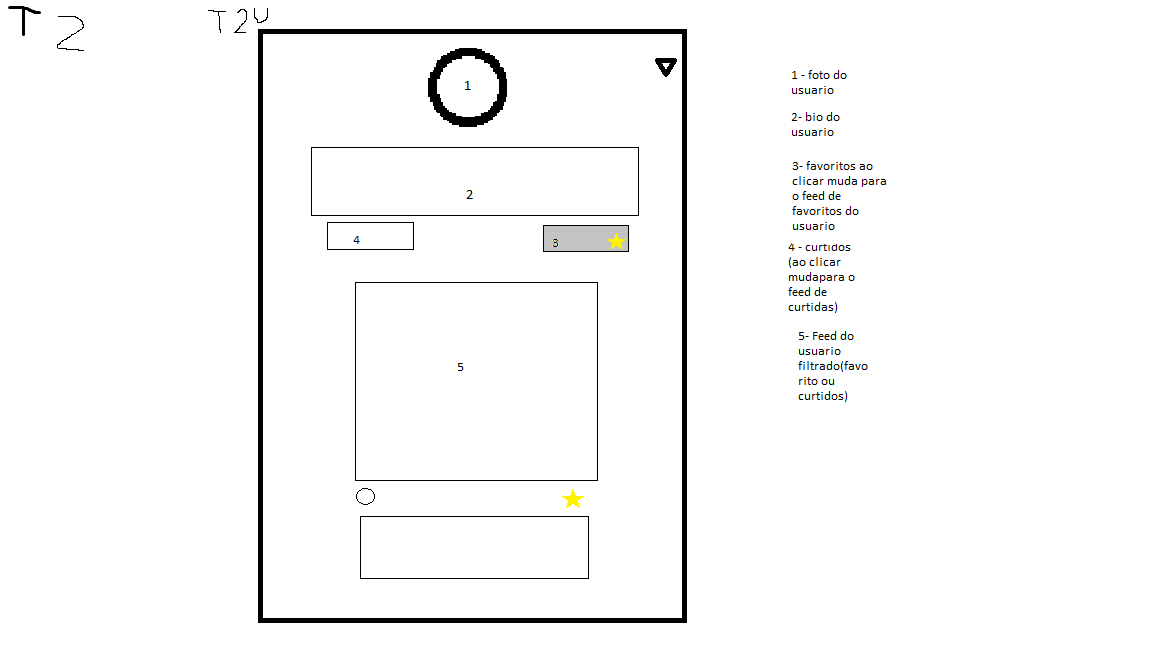 T 2
T2U
1
2
4
3
5
1 - foto do
usuario
2- bio do
usuario
3- favoritos ao
clicar muda para
o feed de
favoritos do
usuario
4 - curtidos
(ao clicar
mudapara o
feed de
curtidas)
5- Feed do
usuario
filtrado(favo
rito ou
curtidos)